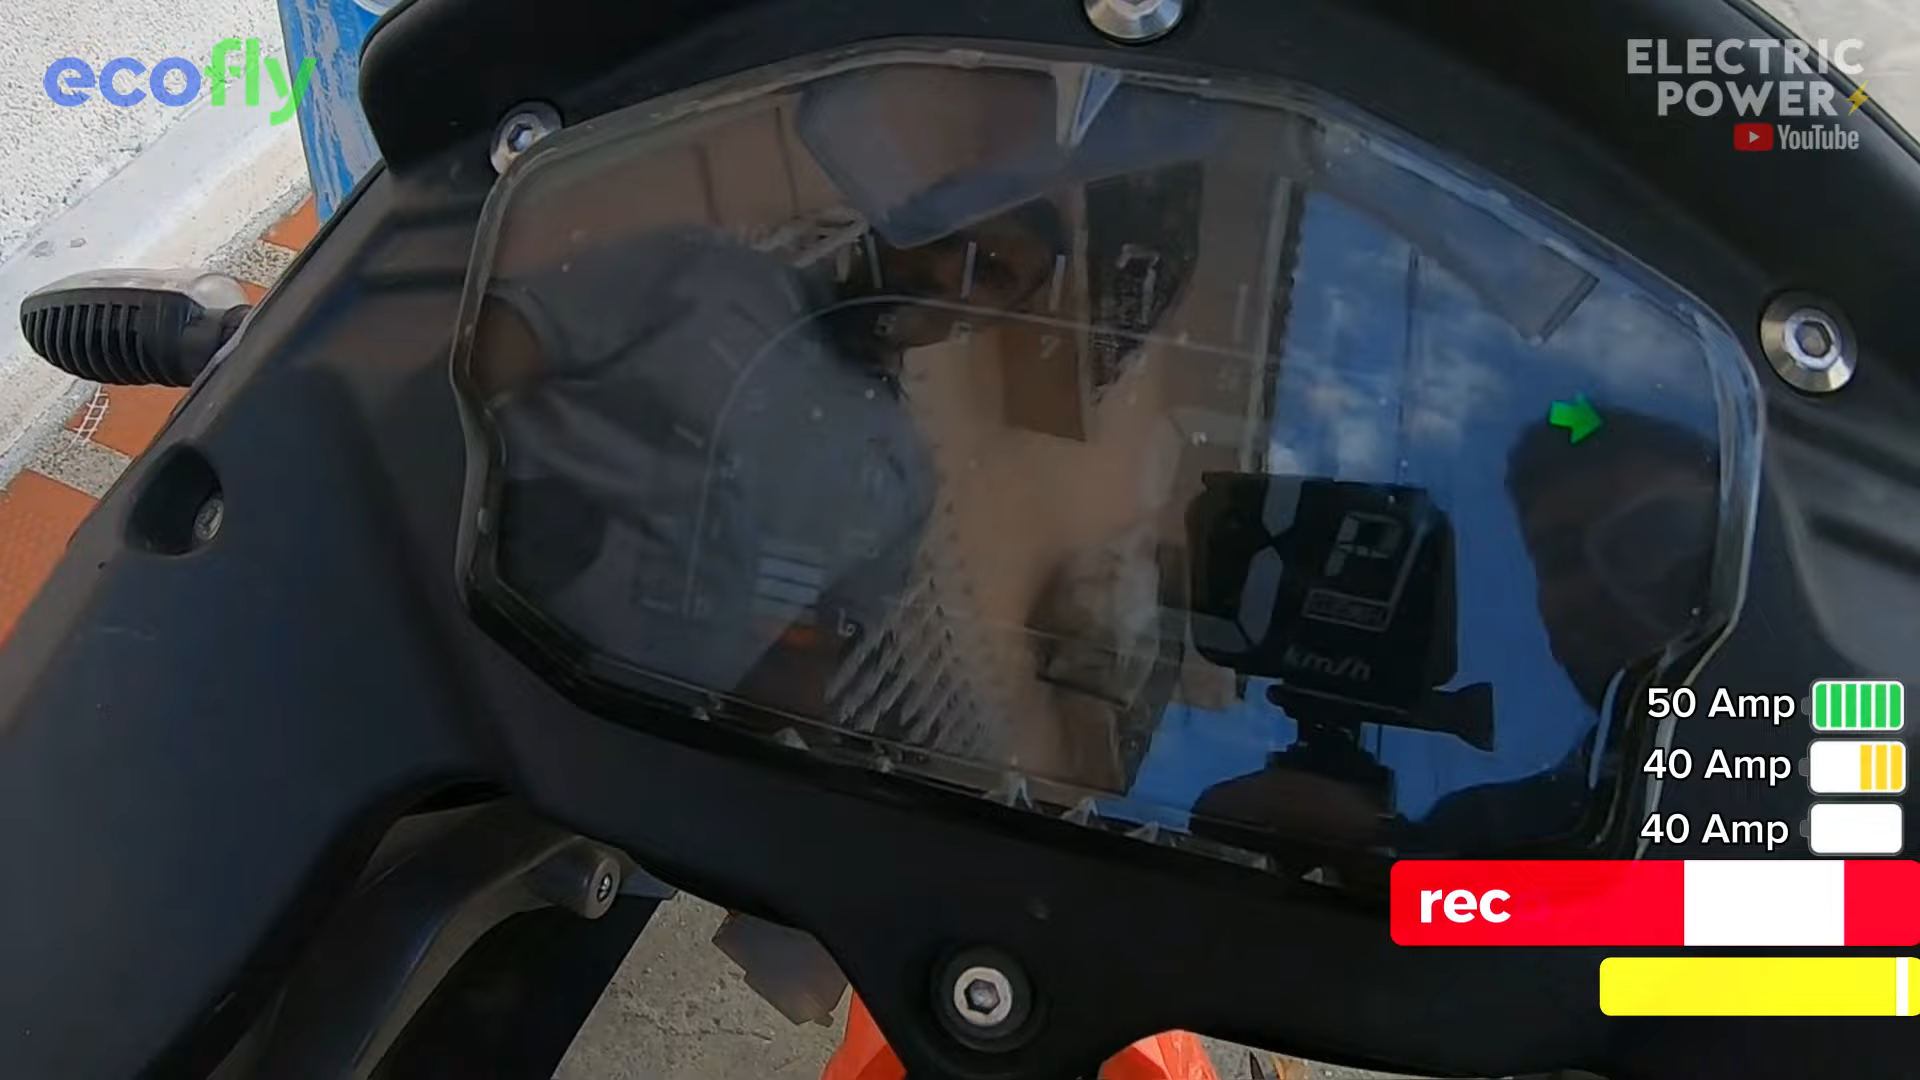 ecofly
ELECTRIC
POWER
YouTube
P
km/h
50 Amp
40 Amp
40 Amp
rec